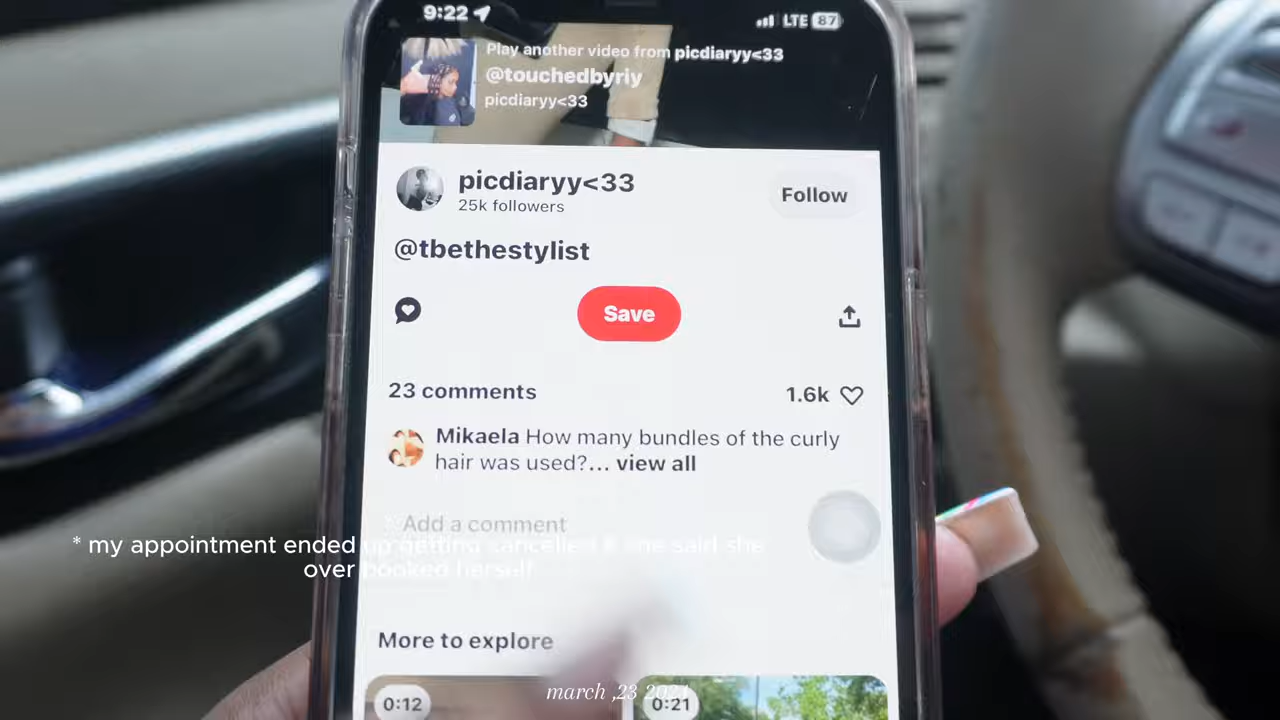 9:22
LTE 87
Play another video from picdiaryy<33
@touchedbyriy
picdiaryy<33
picdiaryy<33
25k followers
Follow
@tbethestylist
Save
23 comments
1.6k
Mikaela How many bundles of the curly
hair was used?... view all
Add a comment
* my appointment ended up getting cancelled & she said she
over booked herself
More to explore
0:12
march ,23 2024
0:21